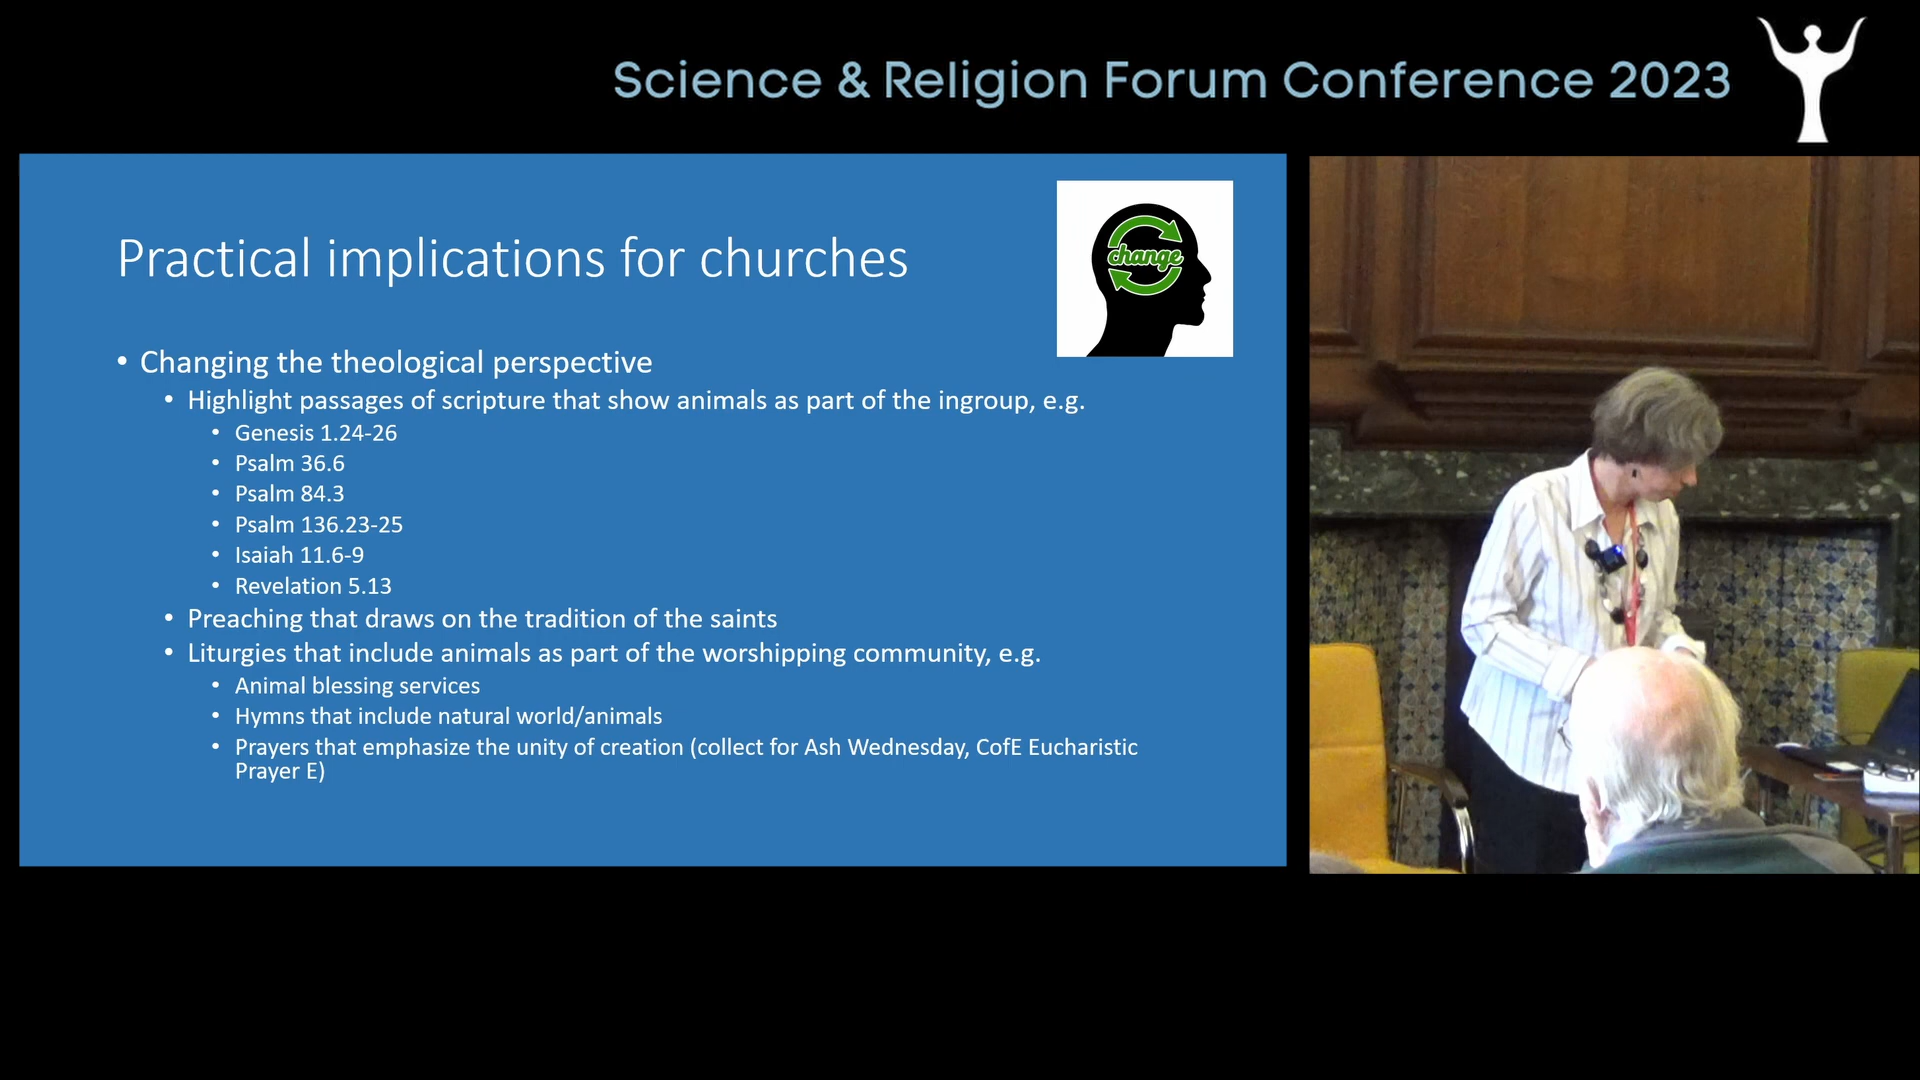 Science & Religion Forum Conference 2023
Practical implications for churches
change
• Changing the theological perspective
• Highlight passages of scripture that show animals as part of the ingroup, e.g.
• Genesis 1.24-26
• Psalm 36.6
• Psalm 84.3
• Psalm 136.23-25
• Isaiah 11.6-9
• Revelation 5.13
• Preaching that draws on the tradition of the saints
• Liturgies that include animals as part of the worshipping community, e.g.
• Animal blessing services
• Hymns that include natural world/animals
• Prayers that emphasize the unity of creation (collect for Ash Wednesday, CofE Eucharistic
Prayer E)